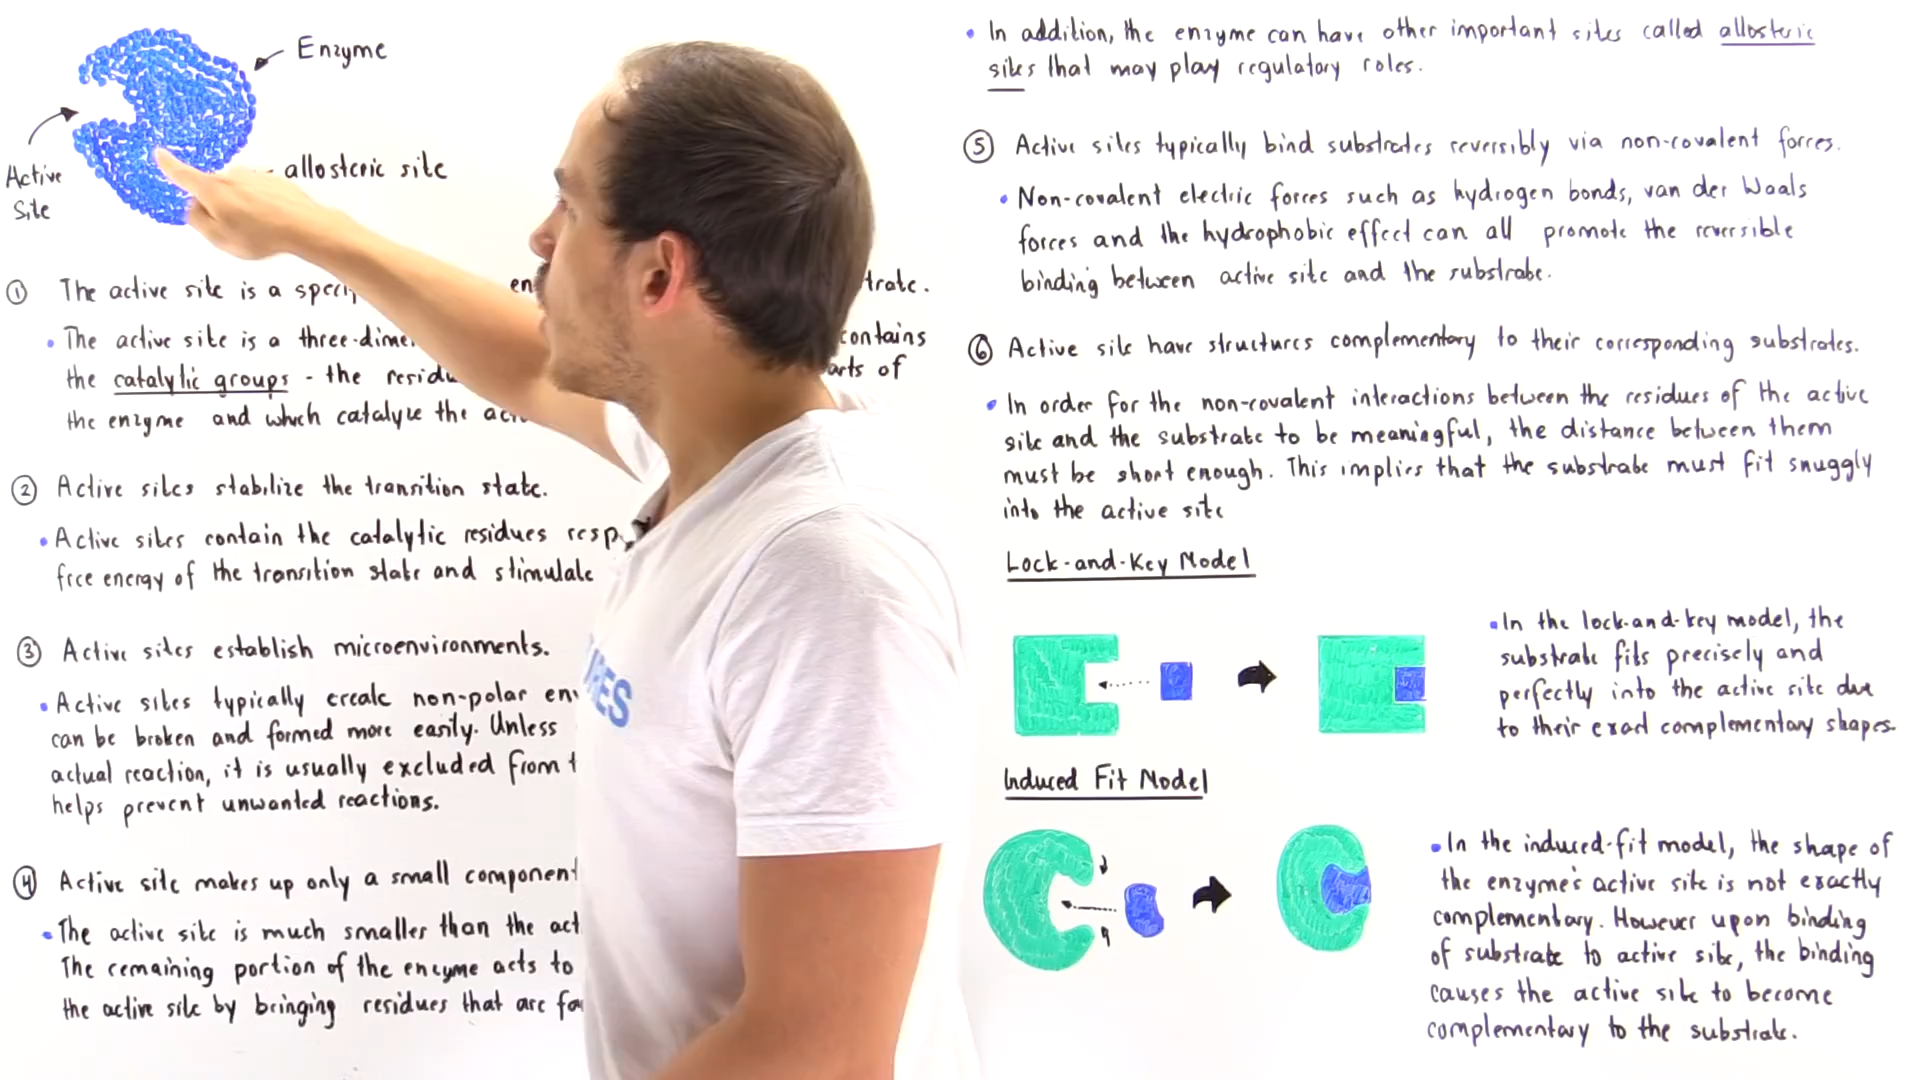 Enzyme
Active
Site
allosteric site
① The active site is a
trate.
• The active site is a
contains
the catalytic groups - the
arts of
the enzyme and which catalyze the
② Active sites stabilize the transition state.
• Active sites contain the catalytic residues resp
free energy of the transition state and stimulate
③ Active sites establish microenvironments.
• Active sites typically create non-polar
can be broken and formed more easily. Unless
actual reaction, it is usually excluded from
helps prevent unwanted reactions.
④ Active site makes up only a small component
• The active site is much smaller than the
The remaining portion of the enzyme acts to
the active site by bringing residues that are
RES
• In addition, the enzyme can have other important sites called allosteric
sites that may play regulatory roles.
⑤ Active sites typically bind substrates reversibly via non-covalent forces.
• Non-covalent electric forces such as hydrogen bonds, van der Waals
forces and the hydrophobic effect can all promote the reversible
binding between active site and the substrate.
⑥ Active site have structures complementary to their corresponding substrates.
• In order for the non-covalent interactions between the residues of the active
site and the substrate to be meaningful, the distance between them
must be short enough. This implies that the substrate must fit snuggly
into the active site
Lock-and-Key Model
• In the lock-and-key model, the
substrate fits precisely and
perfectly into the active site due
to their exact complementary shapes.
Induced Fit Model
• In the induced-fit model, the shape of
the enzyme's active site is not exactly
complementary. However upon binding
of substrate to active site, the binding
causes the active site to become
complementary to the substrate.